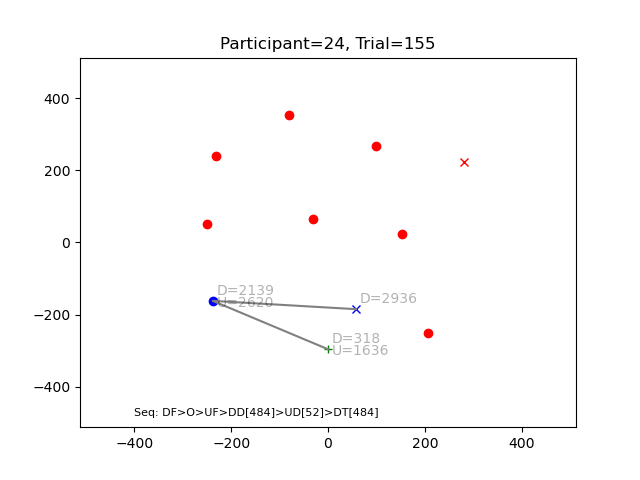 Participant=24, Trial=155
400
200
0
−200
−400
D=2139
U=2620
D=2936
D=318
U=1636
Seq: DF>O>UF>DD[484]>UD[52]>DT[484]
−400
−200
0
200
400